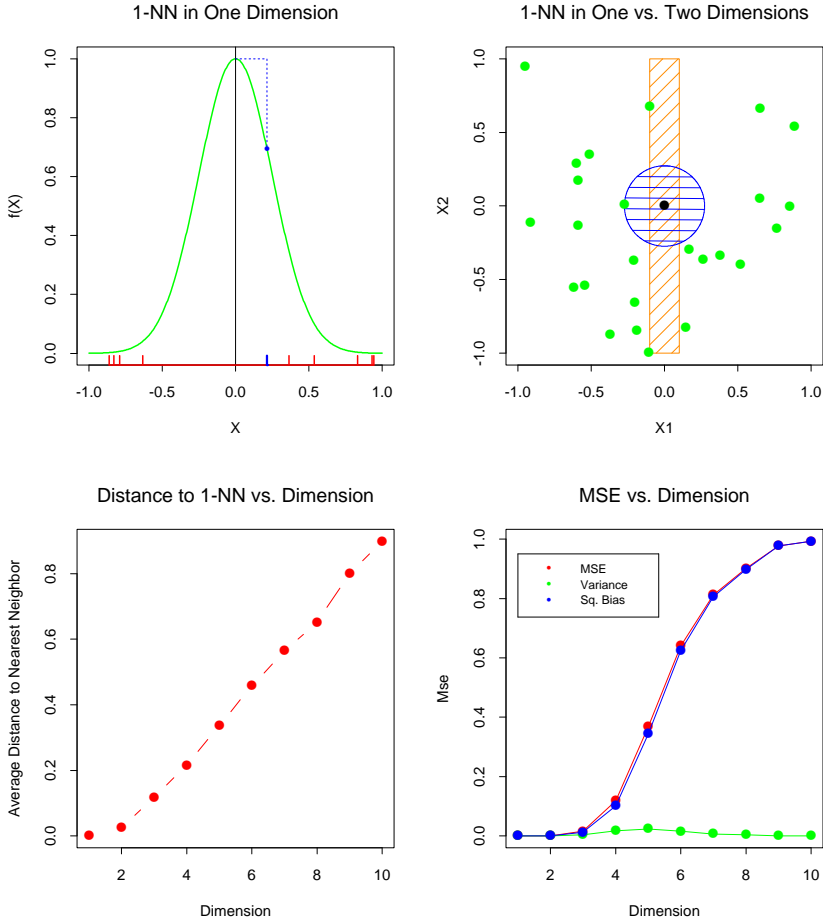 1-NN in One Dimension
f(X)
1.0
0.8
0.6
0.4
0.2
0.0
-1.0 -0.5 0.0 0.5 1.0
X
1-NN in One vs. Two Dimensions
X2
1.0
0.5
0.0
-0.5
-1.0
-1.0 -0.5 0.0 0.5 1.0
X1
Distance to 1-NN vs. Dimension
Average Distance to Nearest Neighbor
0.8
0.6
0.4
0.2
0.0
2 4 6 8 10
Dimension
MSE vs. Dimension
Mse
1.0
0.8
0.6
0.4
0.2
0.0
MSE
Variance
Sq. Bias
2 4 6 8 10
Dimension